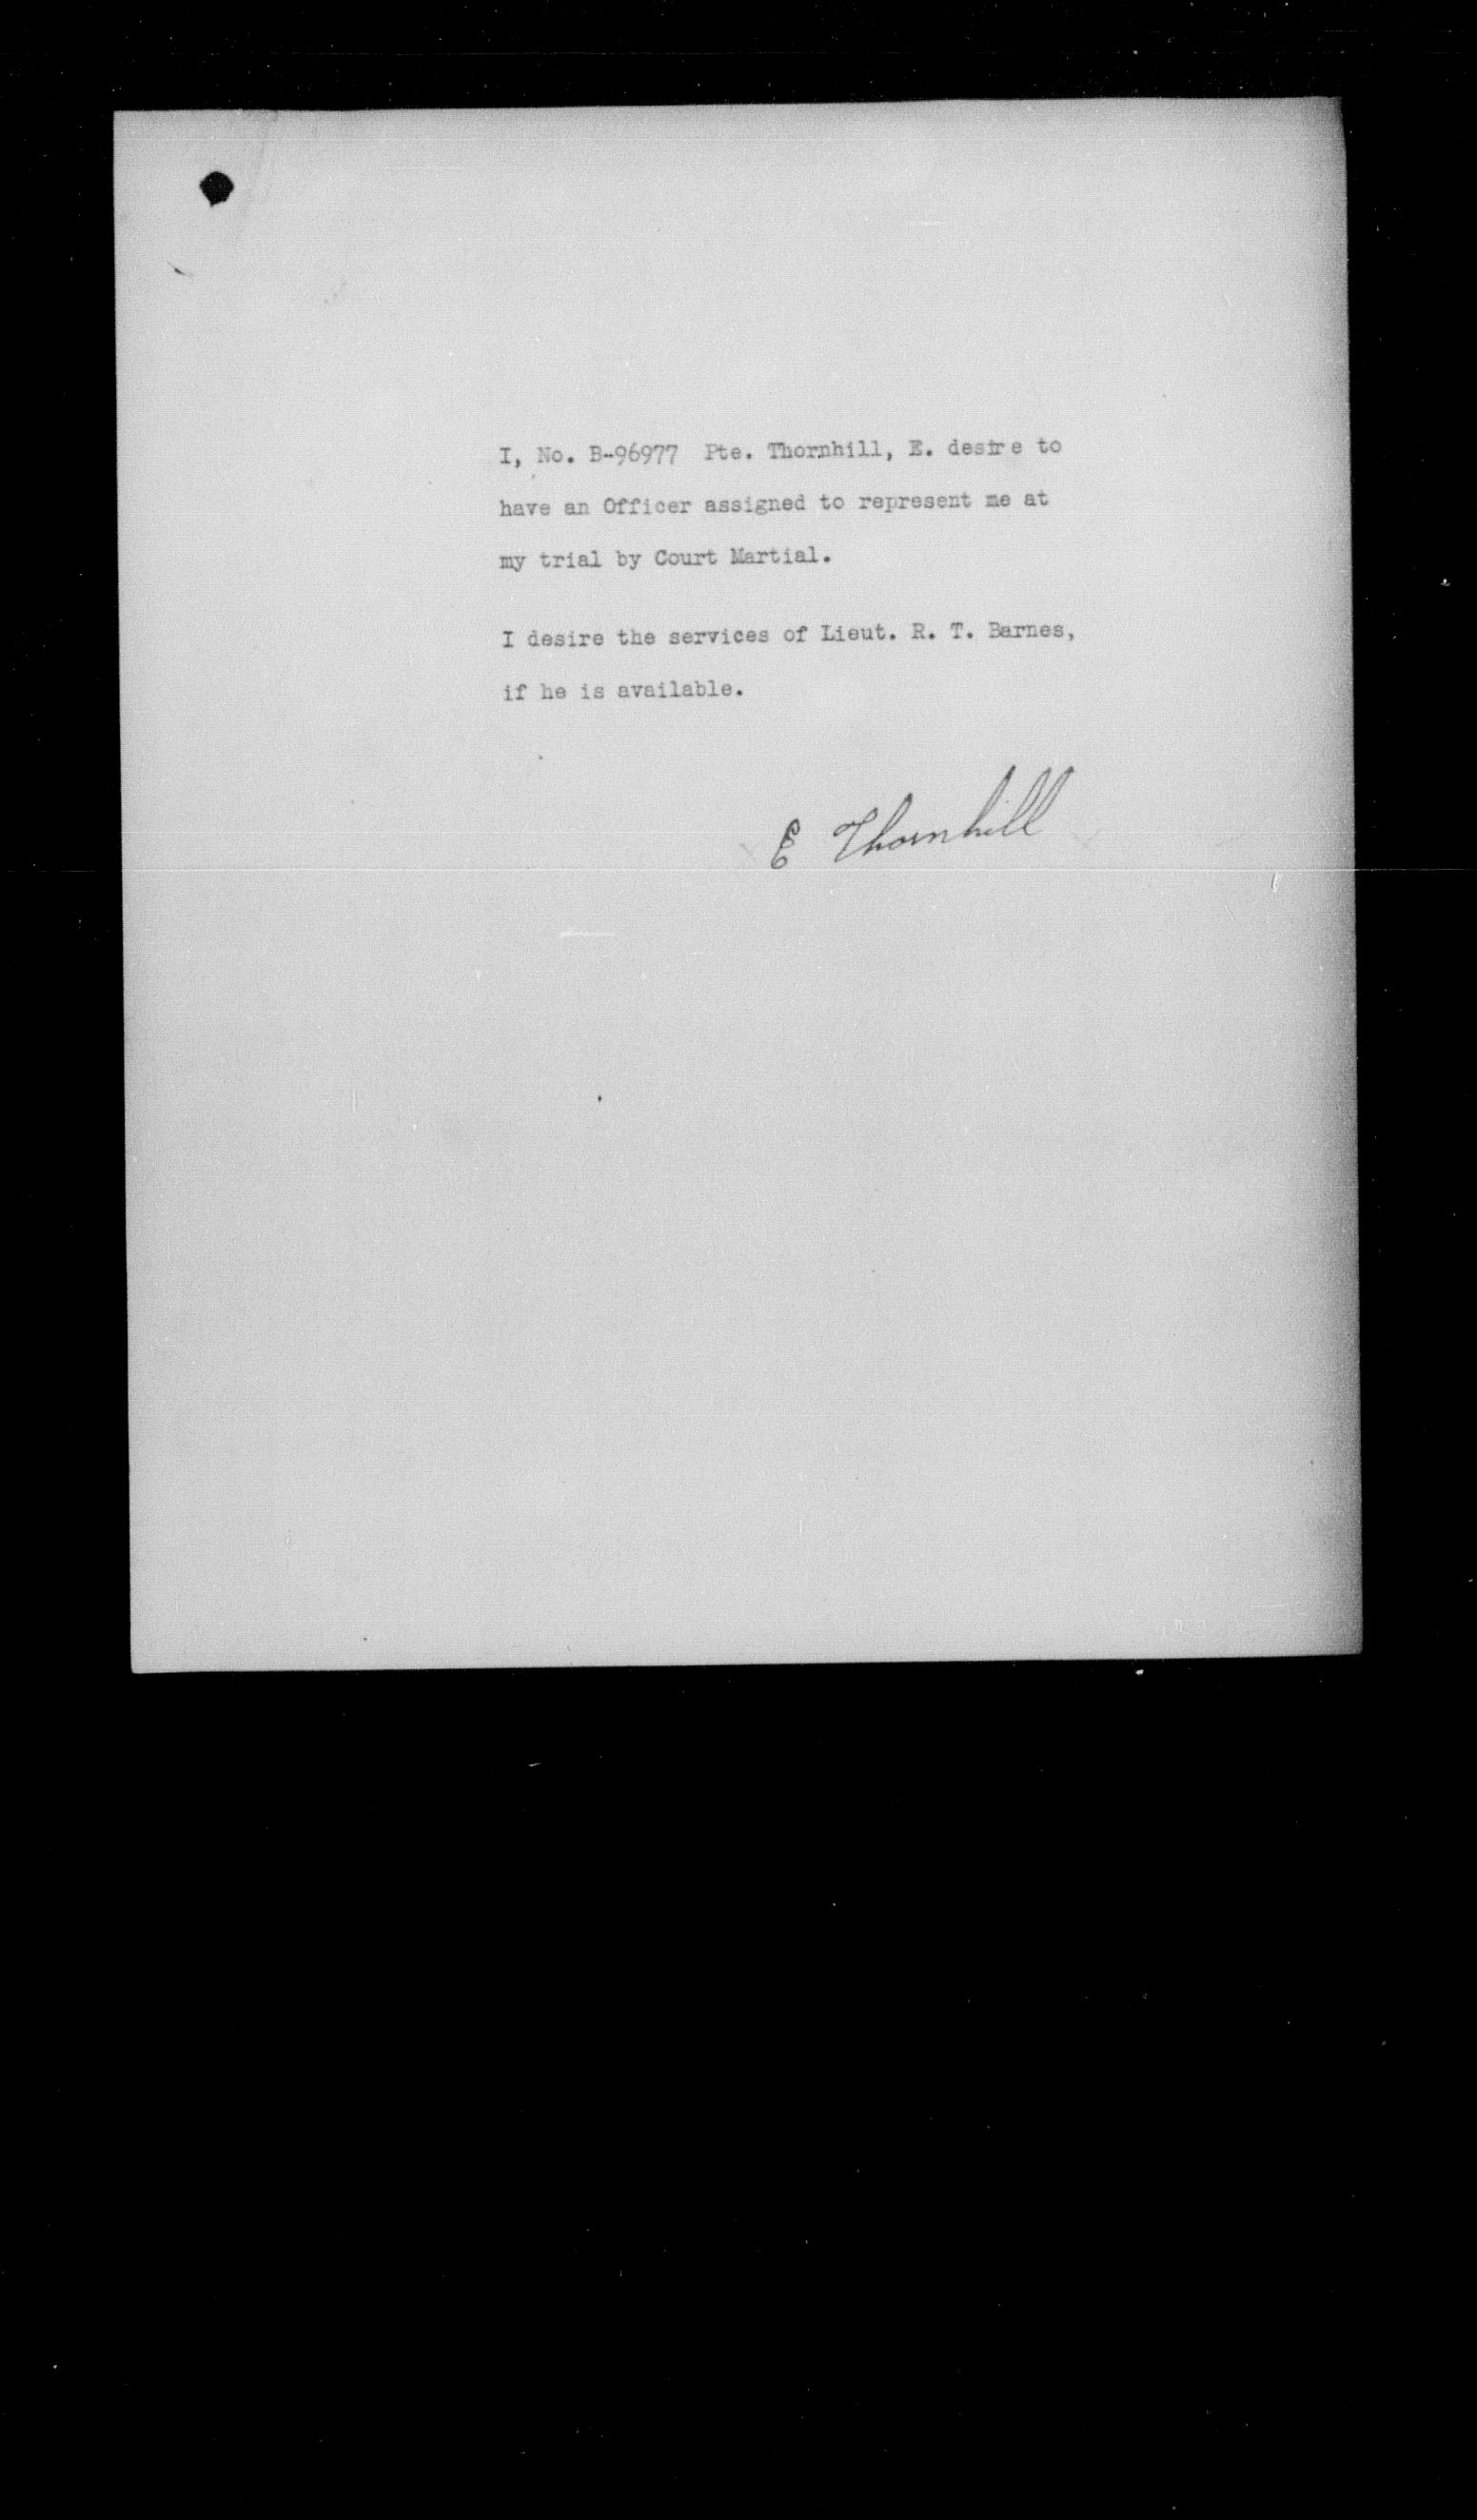 I, No. B-96977 Pte. Thornhill, E. desire to
have an Officer assigned to represent me at
my trial by Court Martial.
I desire the services of Lieut. R. T. Barnes,
if he is available.
E Thornhill